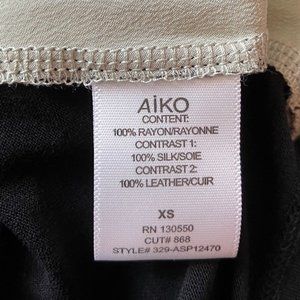 AiKO
CONTENT:
100% RAYON/RAYONNE
CONTRAST 1:
100% SILK/SOIE
CONTRAST 2:
100% LEATHER/CUIR
XS
RN 130550
CUT# 868
STYLE# 329-ASP12470